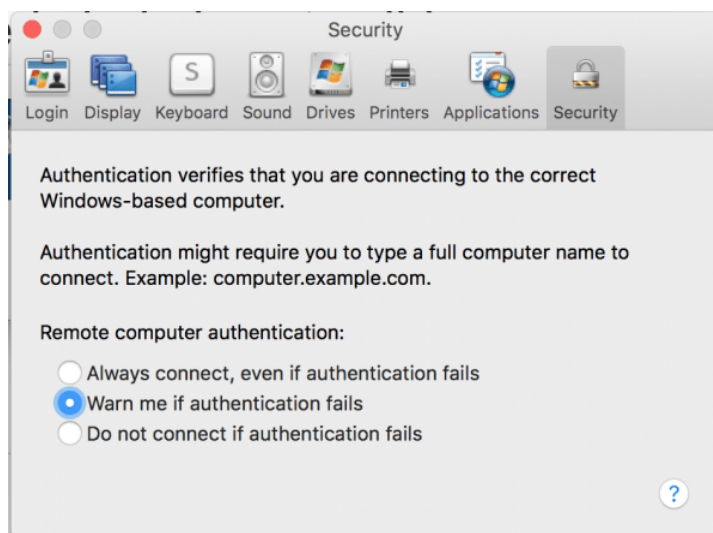 Security
S
Login Display Keyboard Sound Drives Printers Applications Security
Authentication verifies that you are connecting to the correct
Windows-based computer.
Authentication might require you to type a full computer name to
connect. Example: computer.example.com.
Remote computer authentication:
Always connect, even if authentication fails
Warn me if authentication fails
Do not connect if authentication fails
?